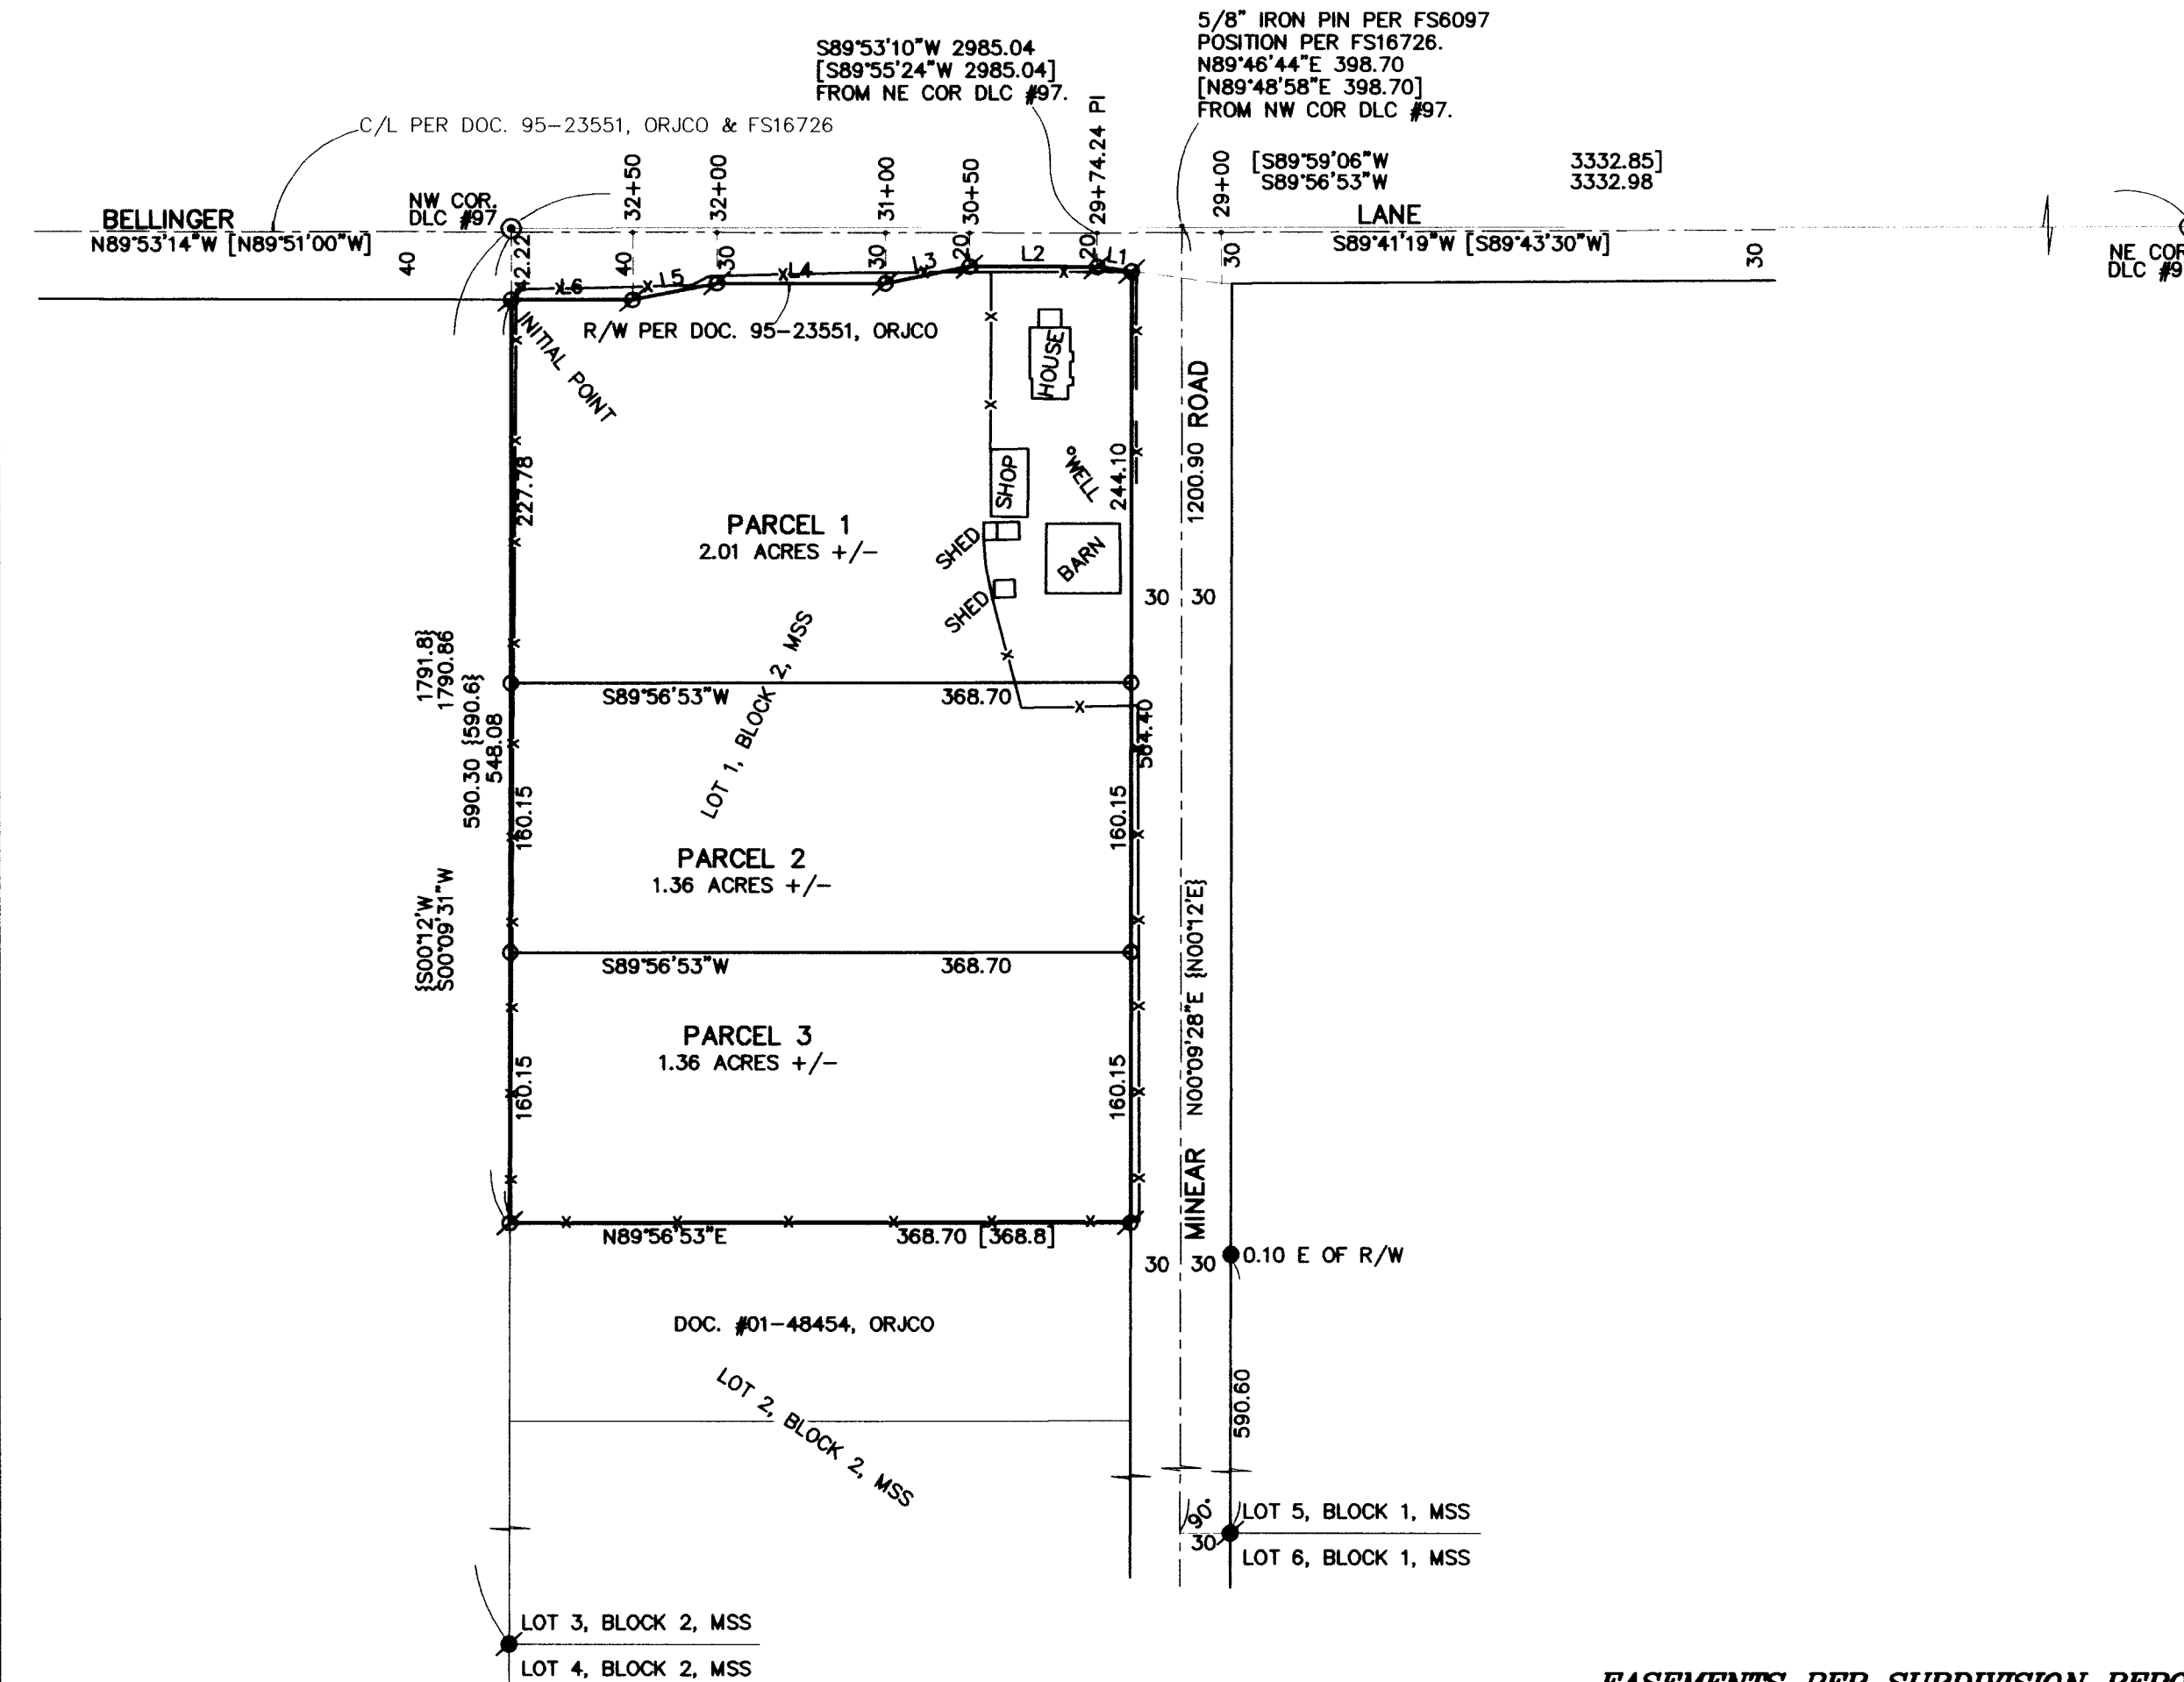 5/8" IRON PIN PER FS6097
POSITION PER FS16726.
N89°46'44"E 398.70
[N89°48'58"E 398.70]
FROM NW COR DLC #97.
S89°53'10"W 2985.04
[S89°55'24"W 2985.04]
FROM NE COR DLC #97.
C/L PER DOC. 95-23551, ORJCO & FS16726
[S89°59'06"W 3332.85]
S89°56'53"W 3332.98
NW COR.
DLC #97
32+50
32+00
31+00
30+50
29+74.24 PI
29+00
BELLINGER
LANE
N89°53'14"W [N89°51'00"W]
S89°41'19"W [S89°43'30"W]
NE COR
DLC #9
40
42.22
40
30
30
20
20
30
30
L6
L5
L4
L3
L2
L1
R/W PER DOC. 95-23551, ORJCO
INITIAL POINT
HOUSE
SHOP
WELL
SHED
BARN
SHED
227.78
244.10
1200.90
ROAD
PARCEL 1
2.01 ACRES +/-
30
30
LOT 1, BLOCK 2, MSS
{1791.8}
1790.86
590.30 {590.6}
548.08
S89°56'53"W 368.70
564.40
160.15
160.15
PARCEL 2
1.36 ACRES +/-
{S00°12'W
S00°09'31"W
N00°09'28"E {N00°12'E}
S89°56'53"W 368.70
PARCEL 3
1.36 ACRES +/-
160.15
160.15
MINEAR
N89°56'53"E 368.70 [368.8]
30
30
0.10 E OF R/W
DOC. #01-48454, ORJCO
LOT 2, BLOCK 2, MSS
590.60
90°
30
LOT 5, BLOCK 1, MSS
LOT 6, BLOCK 1, MSS
LOT 3, BLOCK 2, MSS
LOT 4, BLOCK 2, MSS
EASEMENTS PER SUBDIVISION REPO